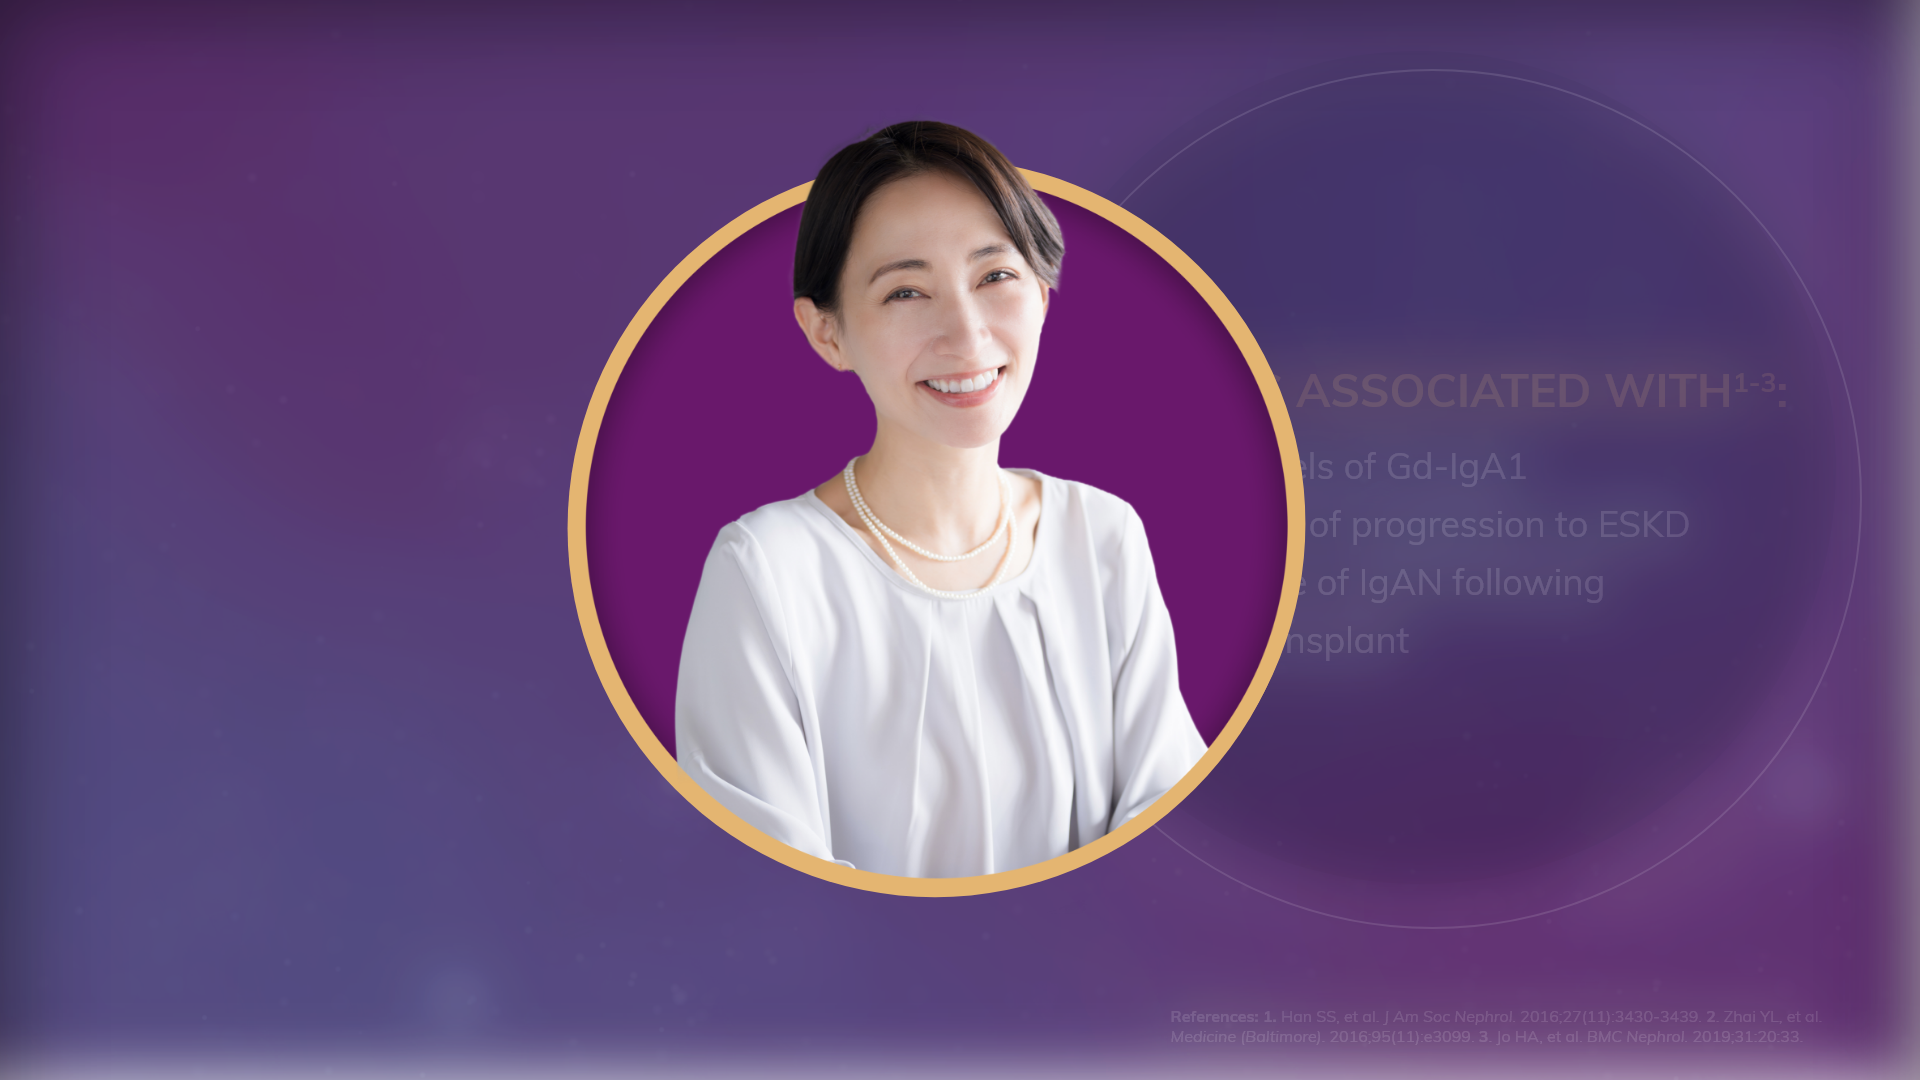 ASSOCIATED WITH1-3:
of Gd-IgA1
of progression to ESKD
of IgAN following
References: 1. Han SS, et al. J Am Soc Nephrol. 2016;27(11):3430-3439. 2. Zhai YL, et al.
Medicine (Baltimore). 2016;95(11):e3099. 3. Jo HA, et al. BMC Nephrol. 2019;31:20:33.